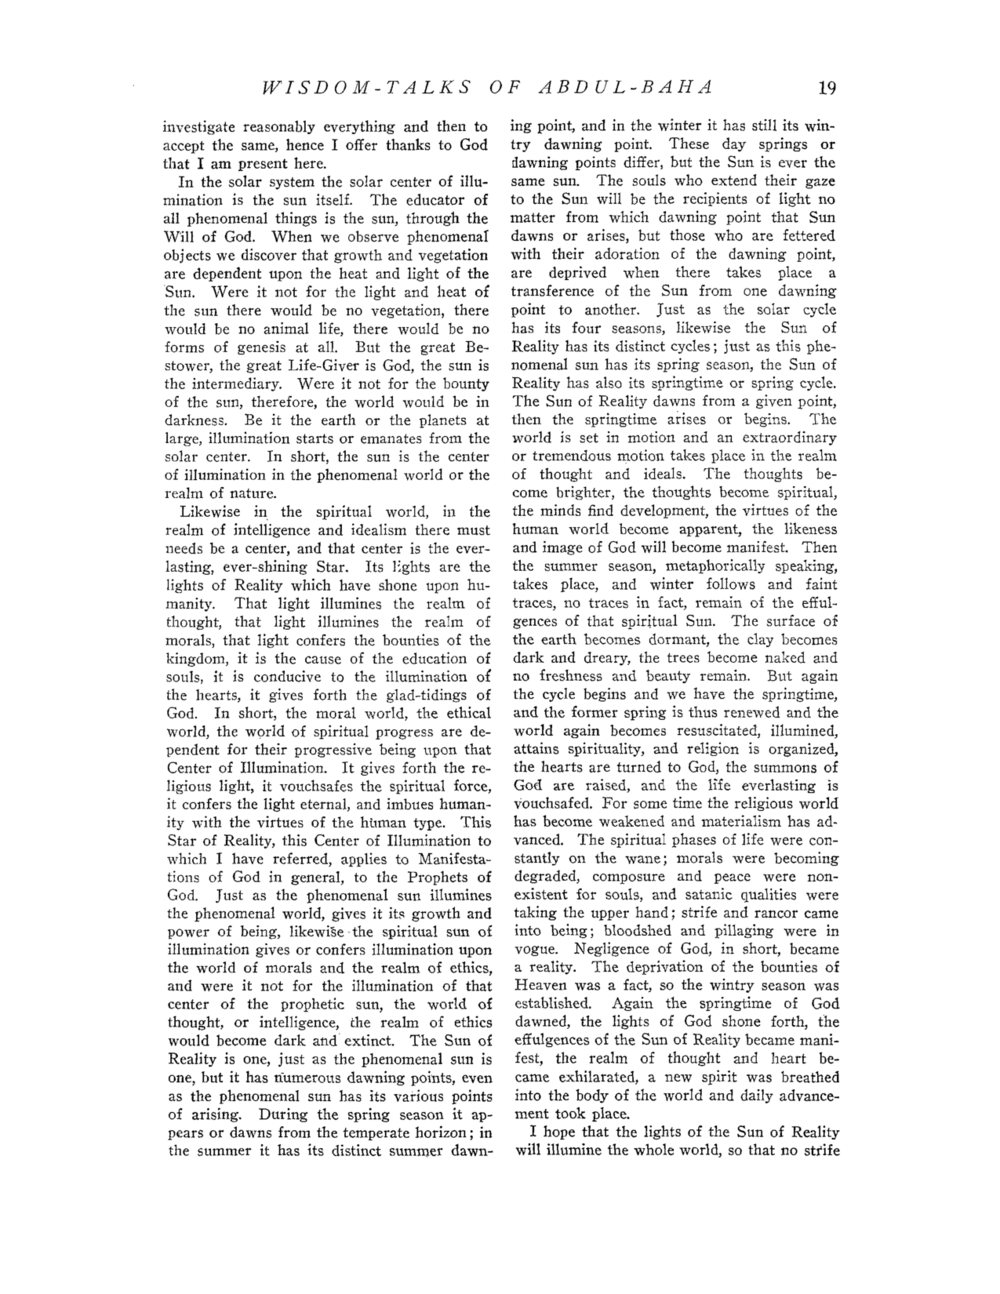 WISDOM-TALKS OF ABDUL-BAHA 19
investigate reasonably everything and then to
accept the same, hence I offer thanks to God
that I am present here.
In the solar system the solar center of illu-
mination is the sun itself. The educator of
all phenomenal things is the sun, through the
Will of God. When we observe phenomenal
objects we discover that growth and vegetation
are dependent upon the heat and light of the
Sun. Were it not for the light and heat of
the sun there would be no vegetation, there
would be no animal life, there would be no
forms of genesis at all. But the great Be-
stower, the great Life-Giver is God, the sun is
the intermediary. Were it not for the bounty
of the sun, therefore, the world would be in
darkness. Be it the earth or the planets at
large, illumination starts or emanates from the
solar center. In short, the sun is the center
of illumination in the phenomenal world or the
realm of nature.
Likewise in the spiritual world, in the
realm of intelligence and idealism there must
needs be a center, and that center is the ever-
lasting, ever-shining Star. Its lights are the
lights of Reality which have shone upon hu-
manity. That light illumines the realm of
thought, that light illumines the realm of
morals, that light confers the bounties of the
kingdom, it is the cause of the education of
souls, it is conducive to the illumination of
the hearts, it gives forth the glad-tidings of
God. In short, the moral world, the ethical
world, the world of spiritual progress are de-
pendent for their progressive being upon that
Center of Illumination. It gives forth the re-
ligious light, it vouchsafes the spiritual force,
it confers the light eternal, and imbues human-
ity with the virtues of the human type. This
Star of Reality, this Center of Illumination to
which I have referred, applies to Manifesta-
tions of God in general, to the Prophets of
God. Just as the phenomenal sun illumines
the phenomenal world, gives it its growth and
power of being, likewise the spiritual sun of
illumination gives or confers illumination upon
the world of morals and the realm of ethics,
and were it not for the illumination of that
center of the prophetic sun, the world of
thought, or intelligence, the realm of ethics
would become dark and extinct. The Sun of
Reality is one, just as the phenomenal sun is
one, but it has numerous dawning points, even
as the phenomenal sun has its various points
of arising. During the spring season it ap-
pears or dawns from the temperate horizon; in
the summer it has its distinct summer dawn-
ing point, and in the winter it has still its win-
try dawning point. These day springs or
dawning points differ, but the Sun is ever the
same sun. The souls who extend their gaze
to the Sun will be the recipients of light no
matter from which dawning point that Sun
dawns or arises, but those who are fettered
with their adoration of the dawning point,
are deprived when there takes place a
transference of the Sun from one dawning
point to another. Just as the solar cycle
has its four seasons, likewise the Sun of
Reality has its distinct cycles; just as this phe-
nomenal sun has its spring season, the Sun of
Reality has also its springtime or spring cycle.
The Sun of Reality dawns from a given point,
then the springtime arises or begins. The
world is set in motion and an extraordinary
or tremendous motion takes place in the realm
of thought and ideals. The thoughts be-
come brighter, the thoughts become spiritual,
the minds find development, the virtues of the
human world become apparent, the likeness
and image of God will become manifest. Then
the summer season, metaphorically speaking,
takes place, and winter follows and faint
traces, no traces in fact, remain of the efful-
gences of that spiritual Sun. The surface of
the earth becomes dormant, the clay becomes
dark and dreary, the trees become naked and
no freshness and beauty remain. But again
the cycle begins and we have the springtime,
and the former spring is thus renewed and the
world again becomes resuscitated, illumined,
attains spirituality, and religion is organized,
the hearts are turned to God, the summons of
God are raised, and the life everlasting is
vouchsafed. For some time the religious world
has become weakened and materialism has ad-
vanced. The spiritual phases of life were con-
stantly on the wane; morals were becoming
degraded, composure and peace were non-
existent for souls, and satanic qualities were
taking the upper hand; strife and rancor came
into being; bloodshed and pillaging were in
vogue. Negligence of God, in short, became
a reality. The deprivation of the bounties of
Heaven was a fact, so the wintry season was
established. Again the springtime of God
dawned, the lights of God shone forth, the
effulgences of the Sun of Reality became mani-
fest, the realm of thought and heart be-
came exhilarated, a new spirit was breathed
into the body of the world and daily advance-
ment took place.
I hope that the lights of the Sun of Reality
will illumine the whole world, so that no strife